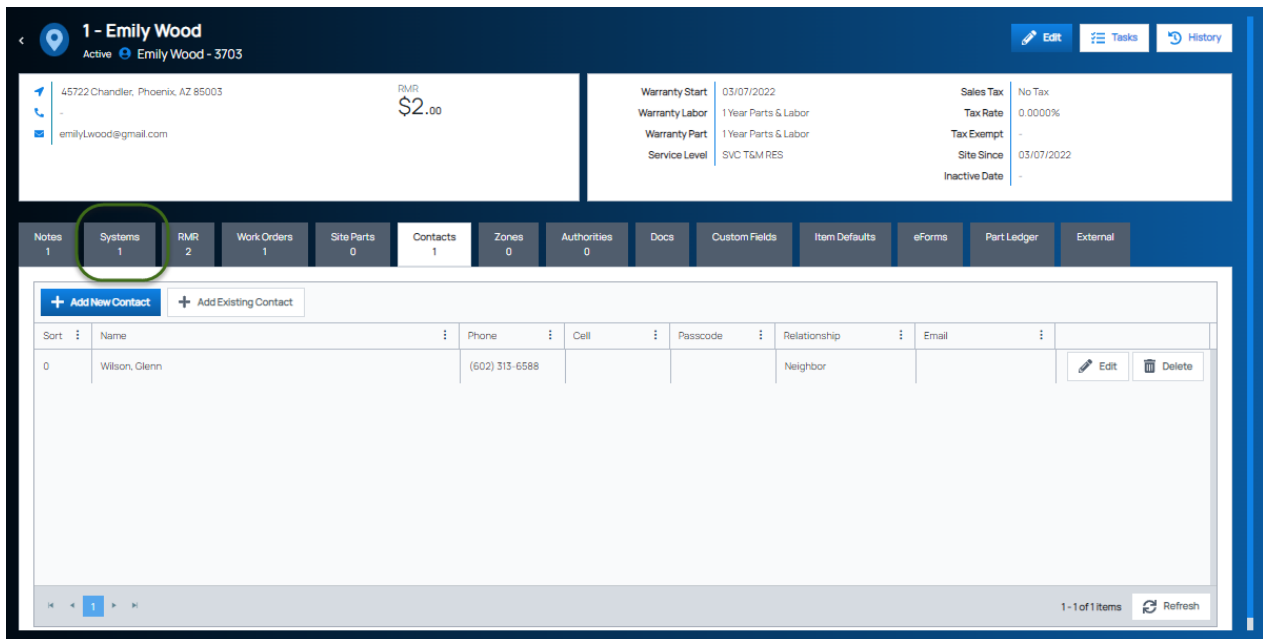 1 - Emily Wood
Active Emily Wood - 3703
Edit
Tasks
History
45722 Chandler, Phoenix, AZ 85003
-
emilyLwood@gmail.com
RMR
$2.00
Warranty Start 03/07/2022
Warranty Labor 1 Year Parts & Labor
Warranty Part 1 Year Parts & Labor
Service Level SVC T&M RES
Sales Tax No Tax
Tax Rate 0.0000%
Tax Exempt -
Site Since 03/07/2022
Inactive Date -
Notes
1
Systems
1
RMR
2
Work Orders
1
Site Parts
0
Contacts
1
Zones
0
Authorities
0
Docs
Custom Fields
Item Defaults
eForms
Part Ledger
External
+ Add New Contact
+ Add Existing Contact
Sort Name Phone Cell Passcode Relationship Email
0 Wilson, Glenn (602) 313-6588 Neighbor Edit Delete
1
1 - 1 of 1 items Refresh